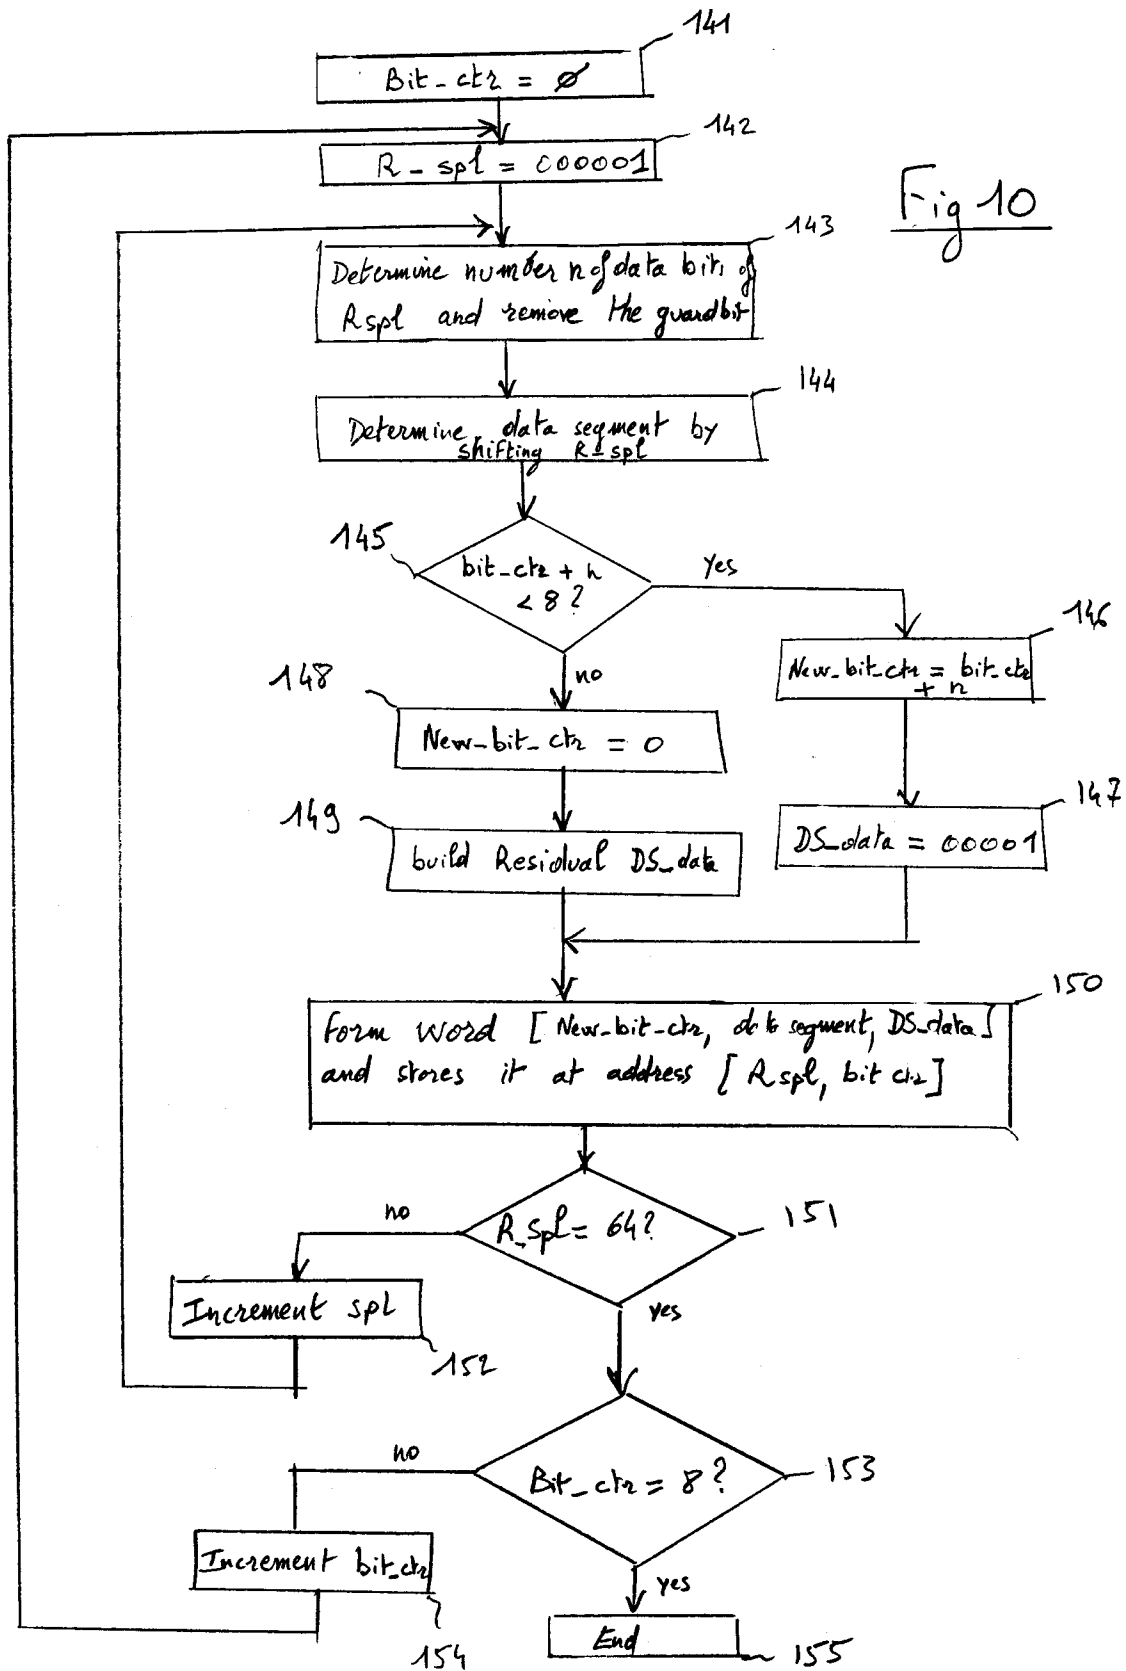 141
Bit_ctr = ø
142
R_spl = 000001
Fig 10
143
Determine number n of data bits of
Rspl and remove the guardbit
144
Determine data segment by
shifting R_spl
145
bit_ctr + n
< 8 ?
yes
146
New_bit_ctr = bit_ctr
+ n
no
148
New_bit_ctr = 0
147
DS_data = 00001
149
build Residual DS_data
150
Form word [ New_bit_ctr, data segment, DS_data ]
and stores it at address [ Rspl, bit ctr ]
151
R_Spl = 64?
no
Increment spl
152
yes
153
Bit_ctr = 8 ?
no
Increment bit_ctr
154
yes
End
155